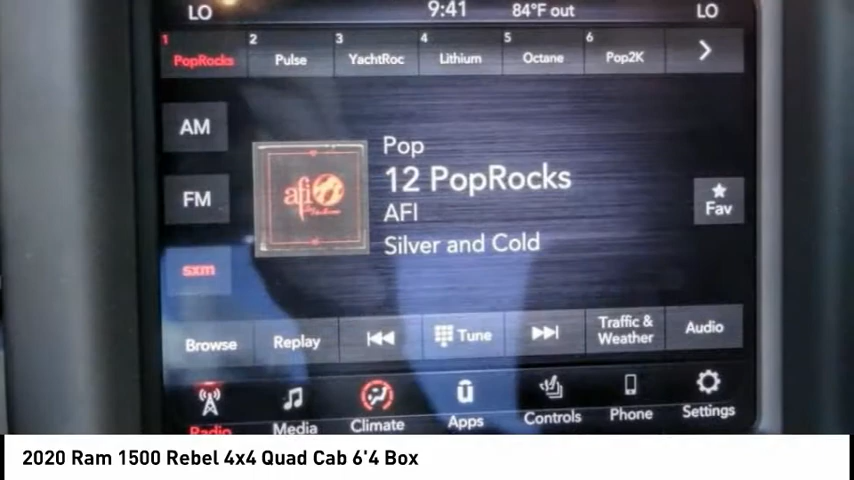 LO 9:41 84°F out LO
1 PopRocks 2 Pulse 3 YachtRoc 4 Lithium 5 Octane 6 Pop2K
AM
FM
sxm
afi
Pop
12 PopRocks
AFI
Silver and Cold
Fav
Browse Replay Tune Traffic & Weather Audio
Radio Media Climate Apps Controls Phone Settings
2020 Ram 1500 Rebel 4x4 Quad Cab 6'4 Box